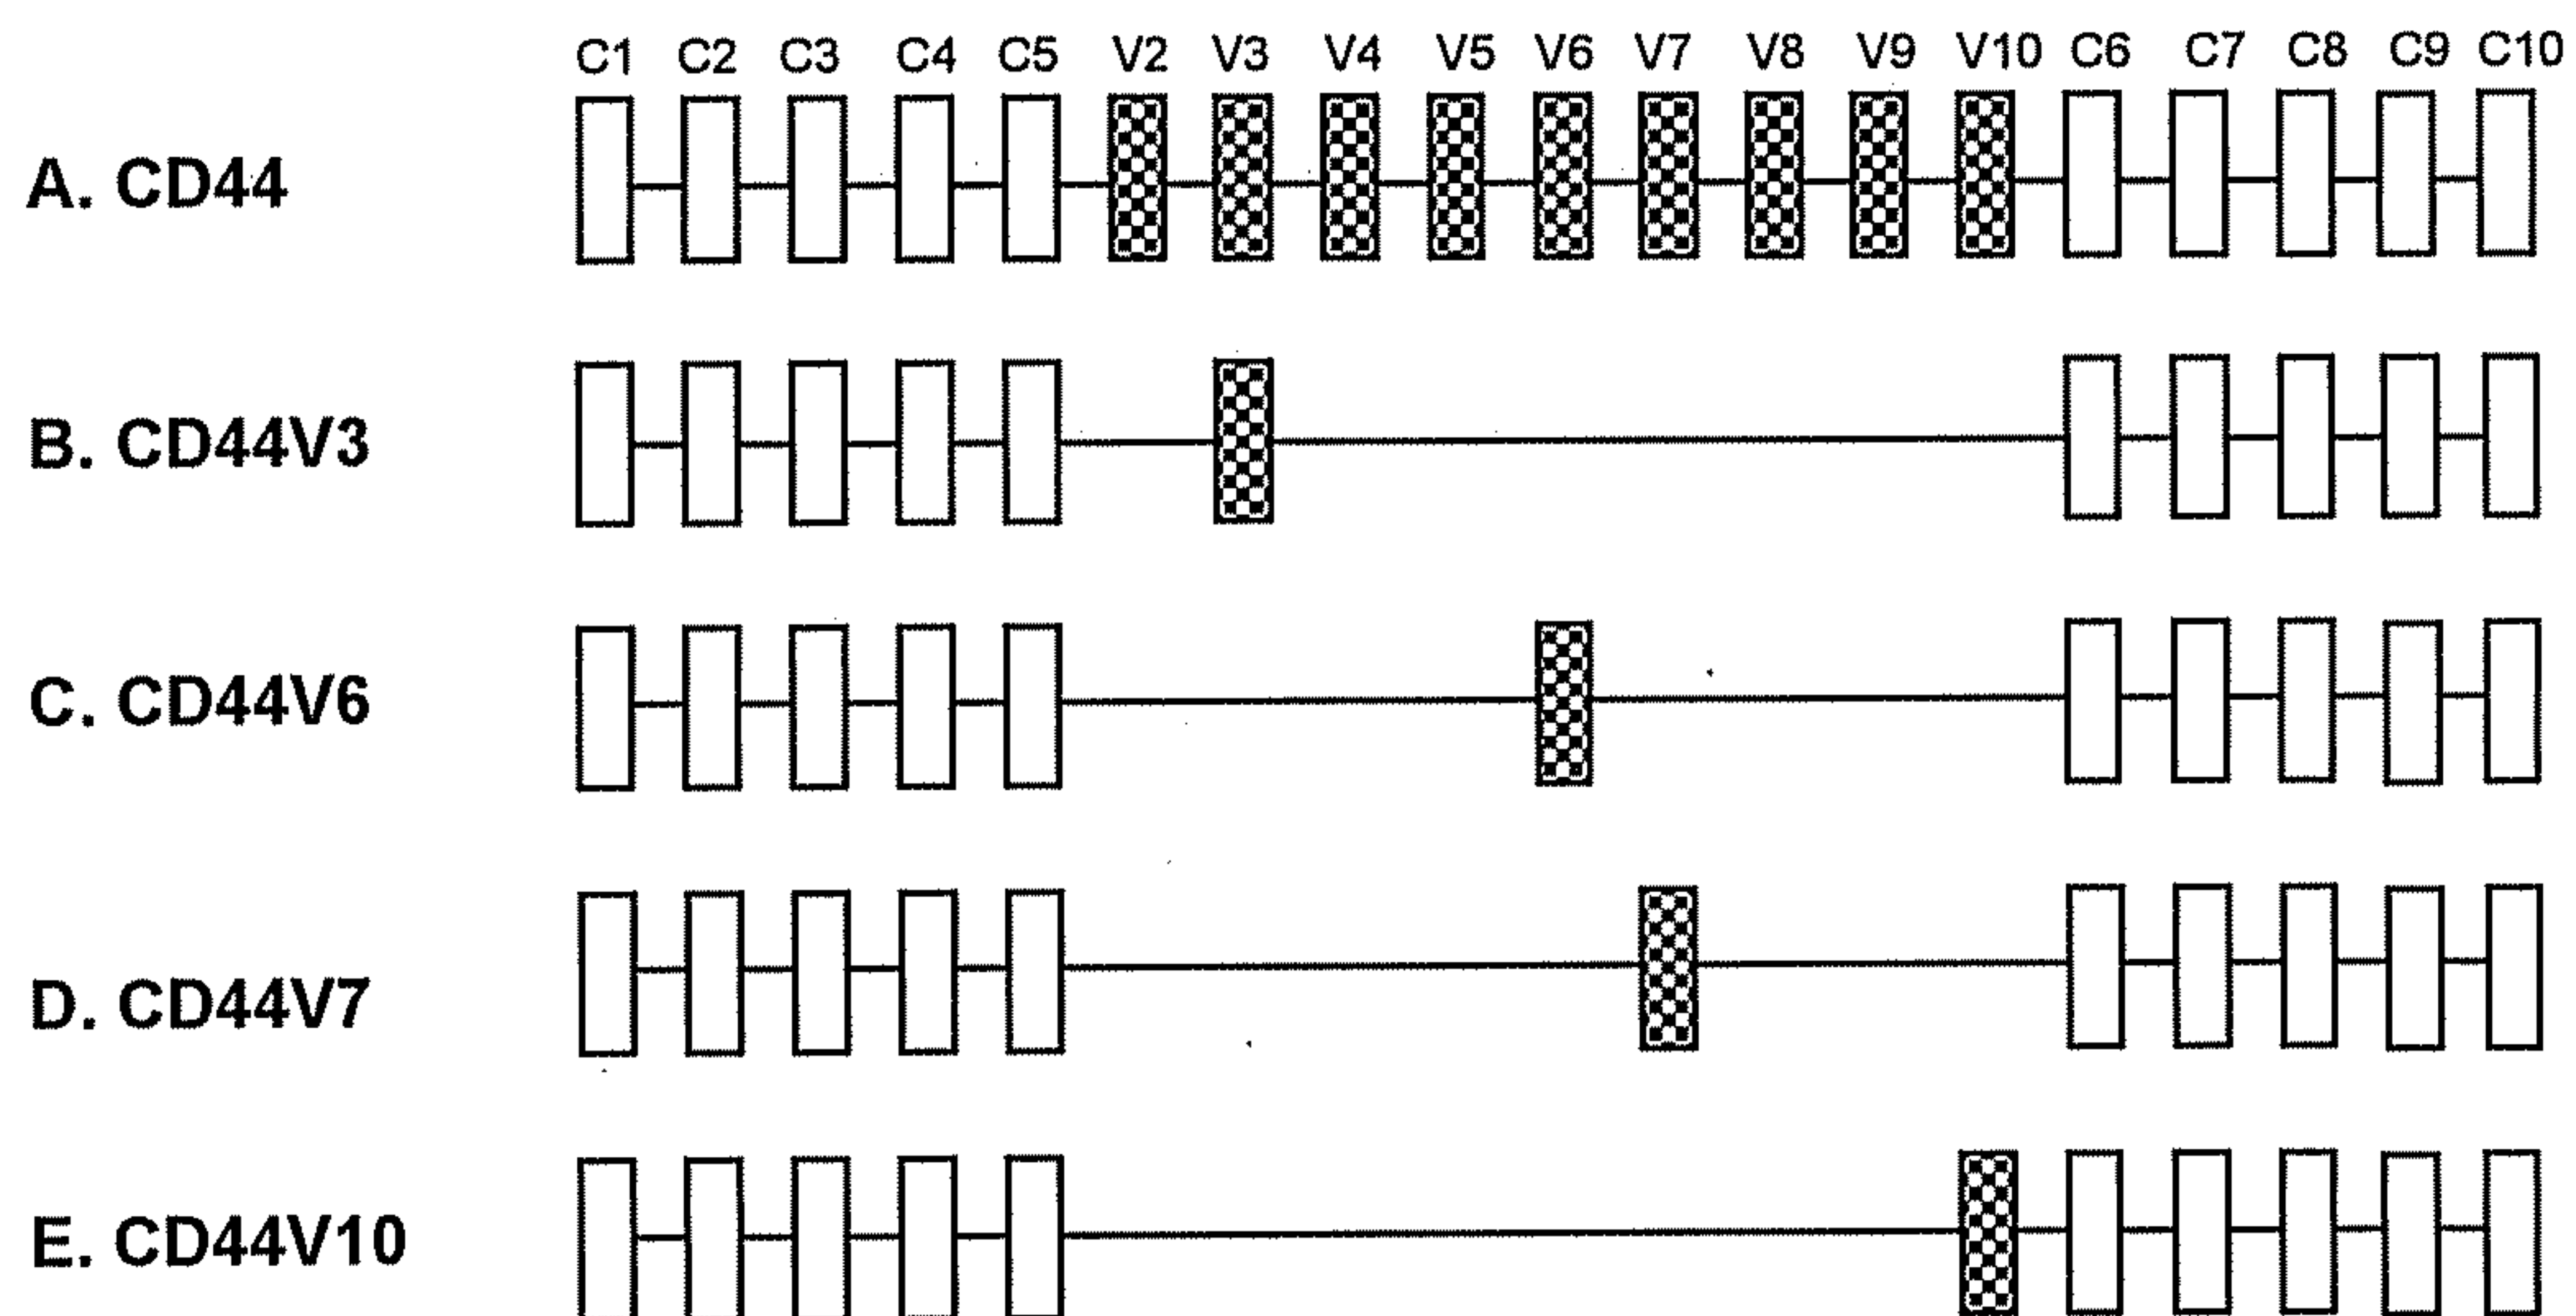 C1 C2 C3 C4 C5 V2 V3 V4 V5 V6 V7 V8 V9 V10 C6 C7 C8 C9 C10
A. CD44
B. CD44V3
C. CD44V6
D. CD44V7
E. CD44V10